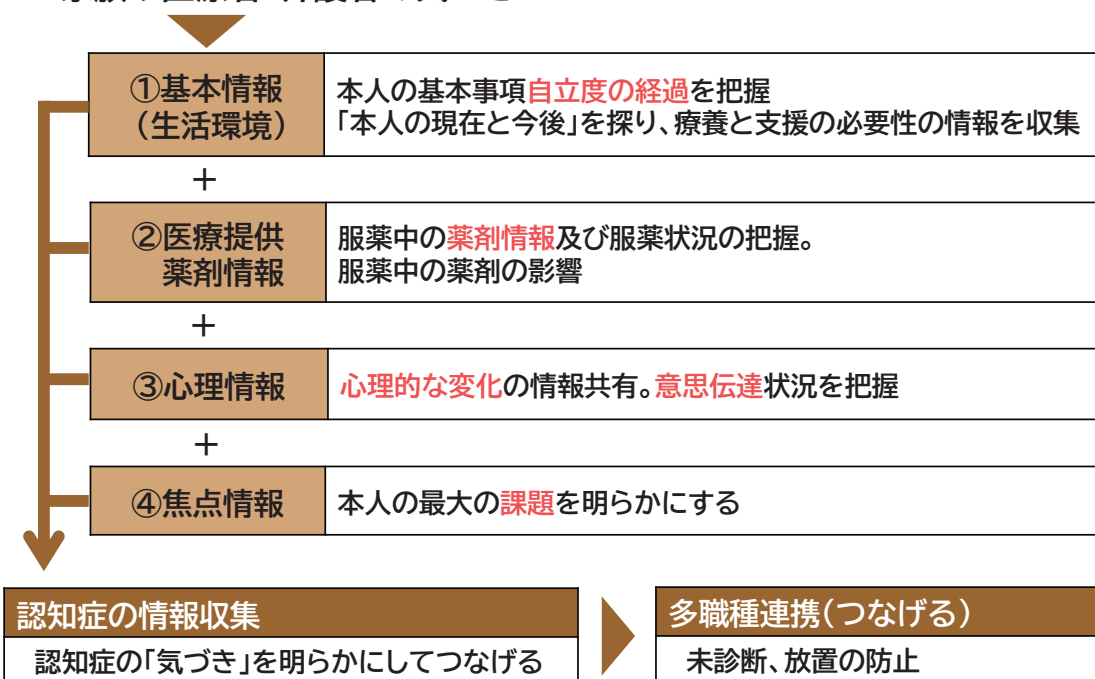 ①基本情報
(生活環境)
本人の基本事項自立度の経過を把握
「本人の現在と今後」を探り、療養と支援の必要性の情報を収集
+
②医療提供
薬剤情報
服薬中の薬剤情報及び服薬状況の把握。
服薬中の薬剤の影響
+
③心理情報
心理的な変化の情報共有。意思伝達状況を把握
+
④焦点情報
本人の最大の課題を明らかにする
認知症の情報収集
認知症の「気づき」を明らかにしてつなげる
多職種連携(つなげる)
未診断、放置の防止